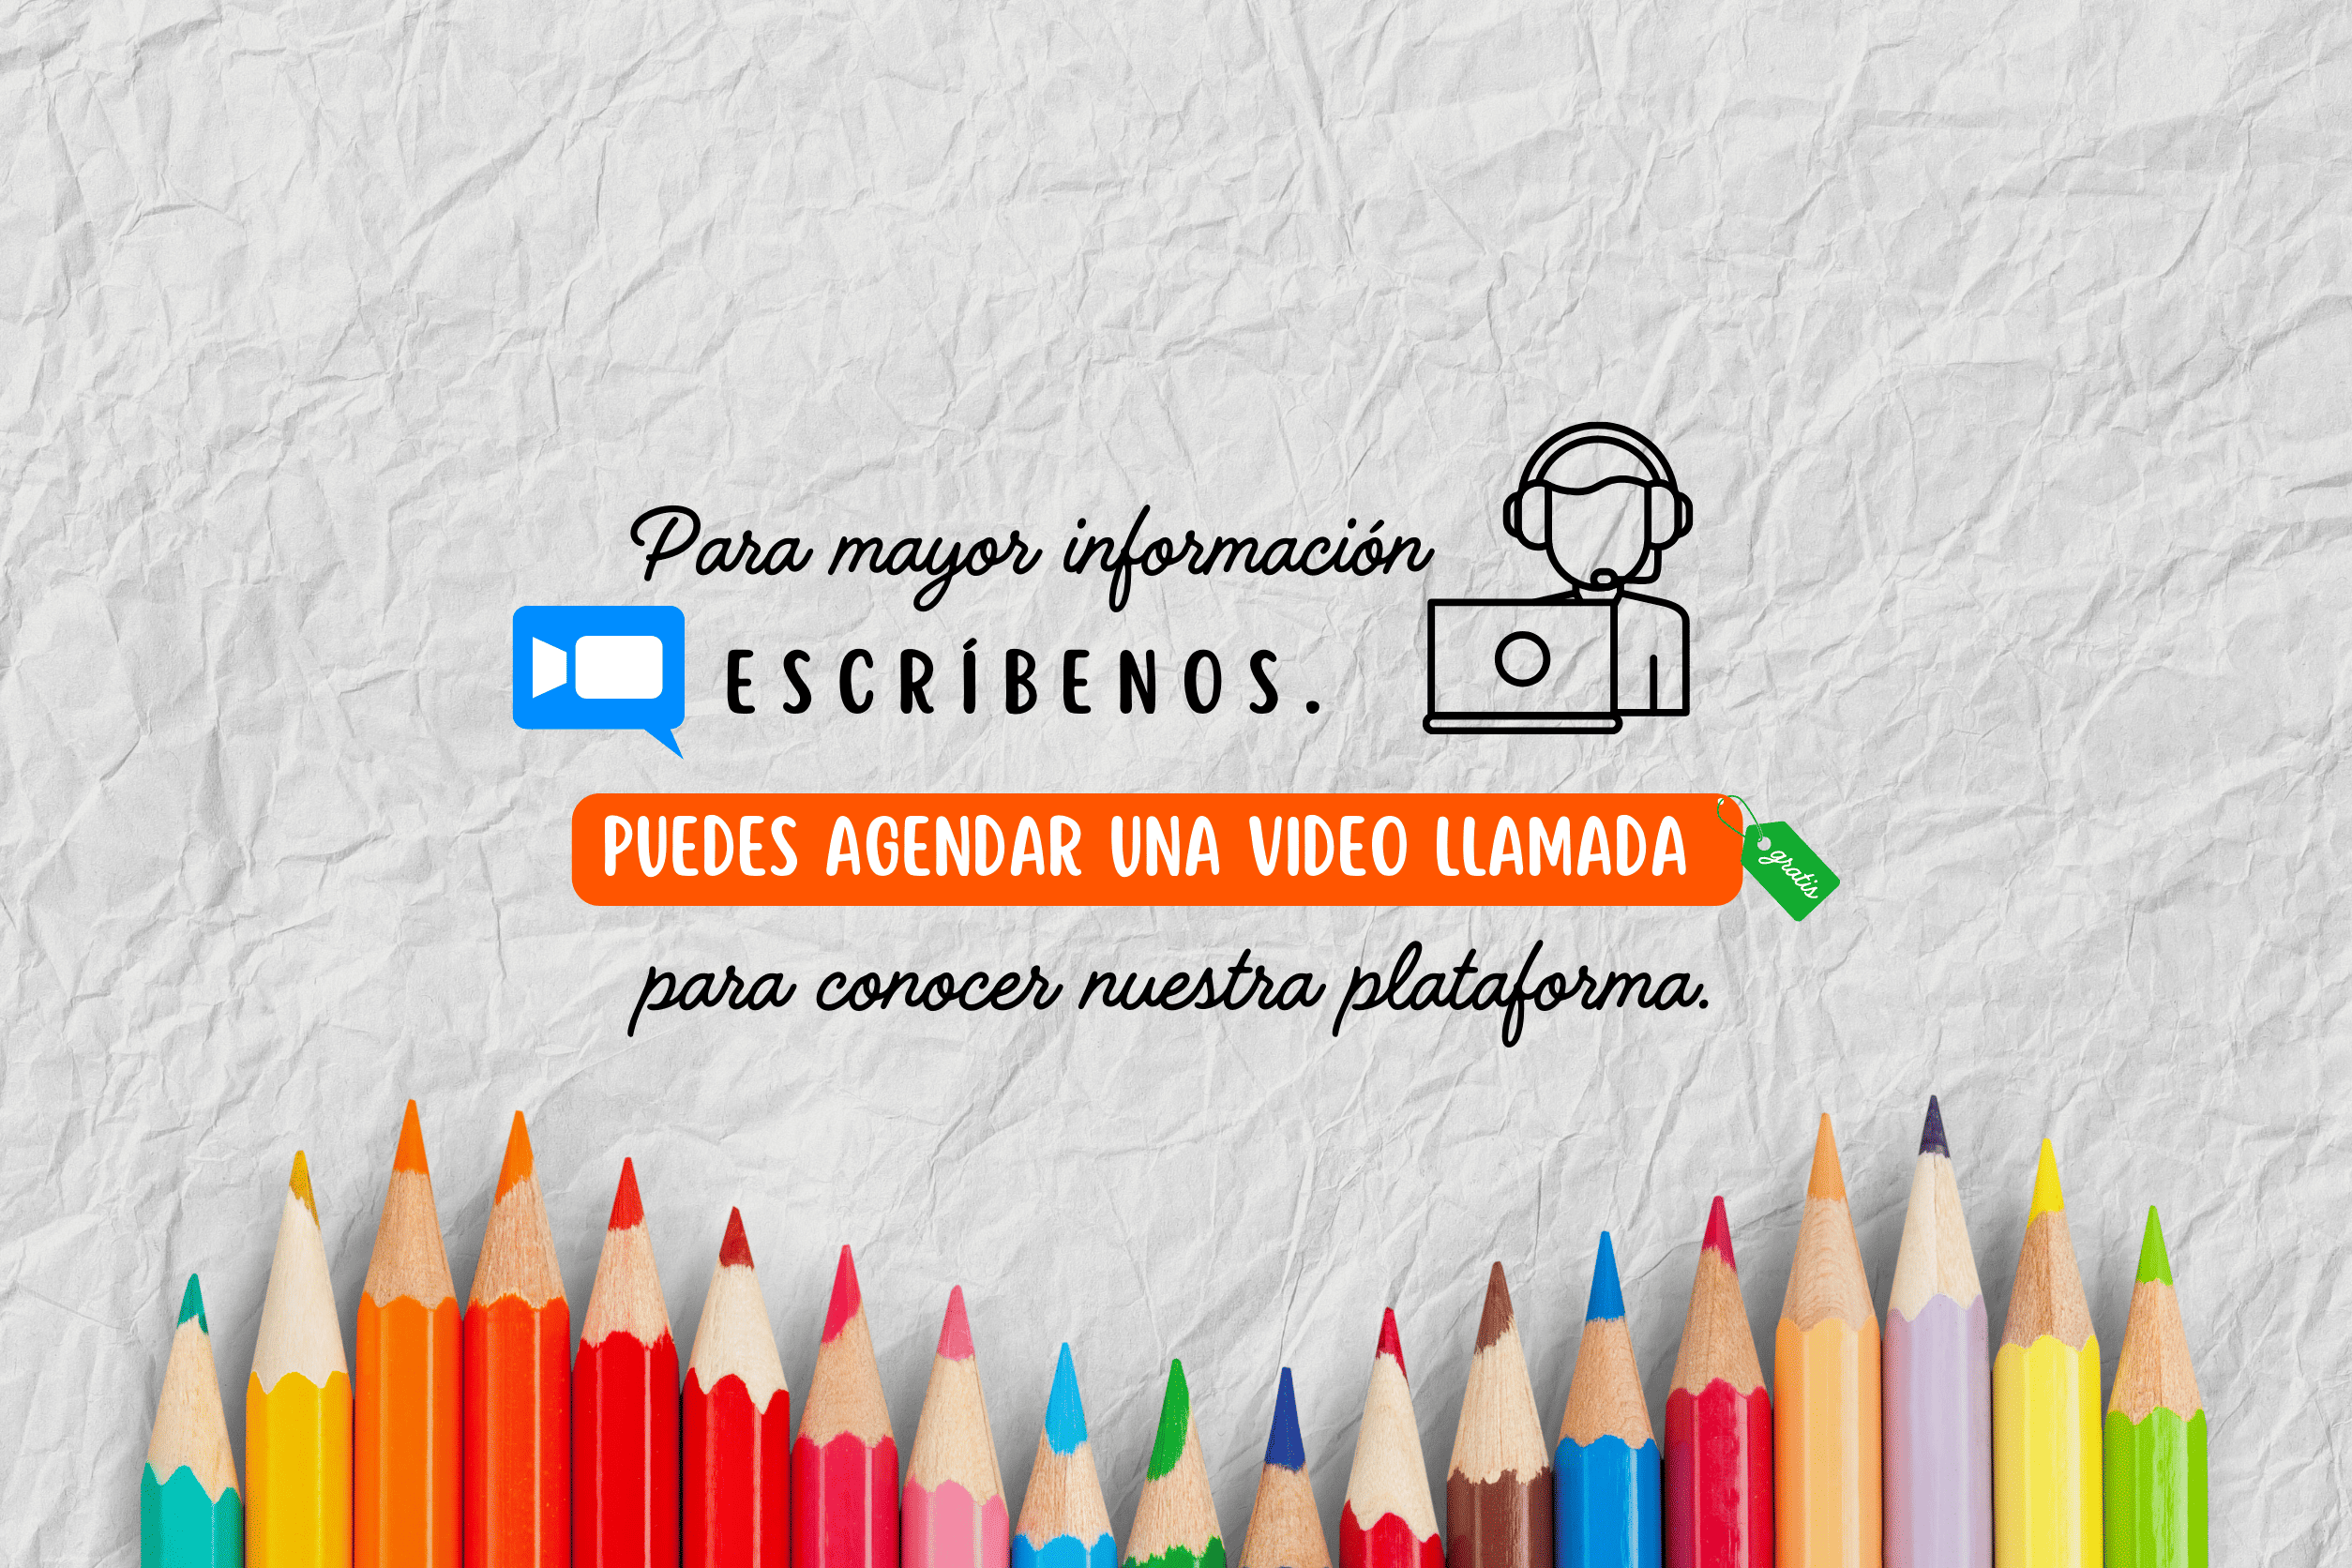 Para mayor información
ESCRÍBENOS.
PUEDES AGENDAR UNA VIDEO LLAMADA
gratis
para conocer nuestra plataforma.